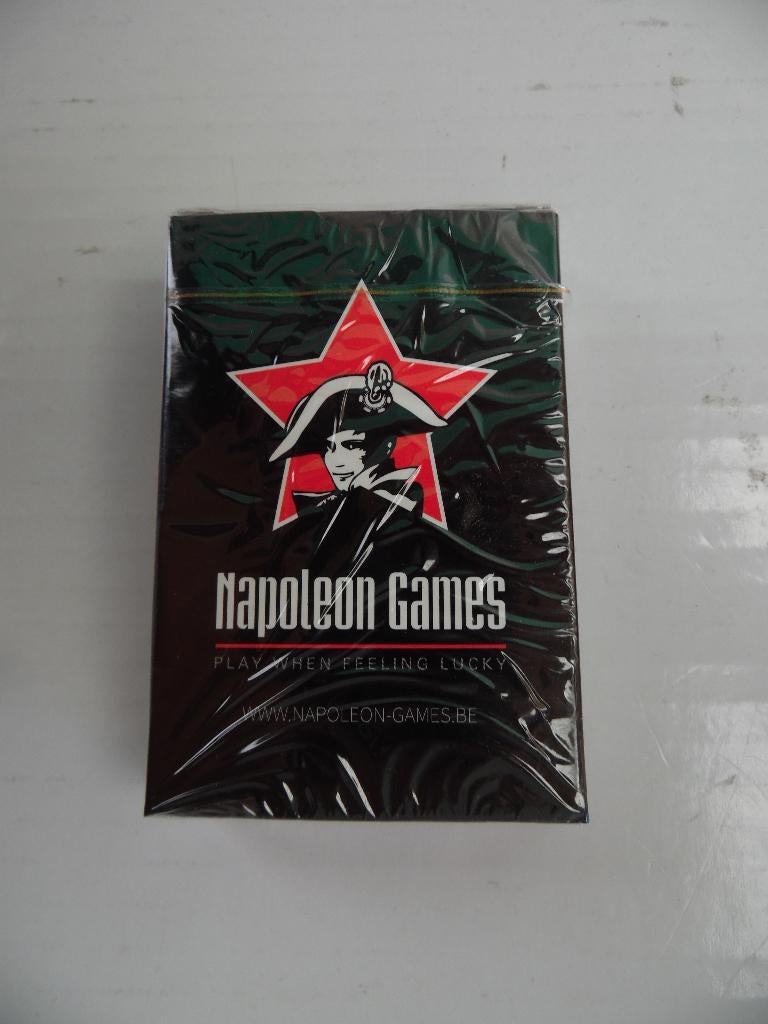 Napoleon Games
PLAY WHEN FEELING LUCKY
WWW.NAPOLEON-GAMES.BE